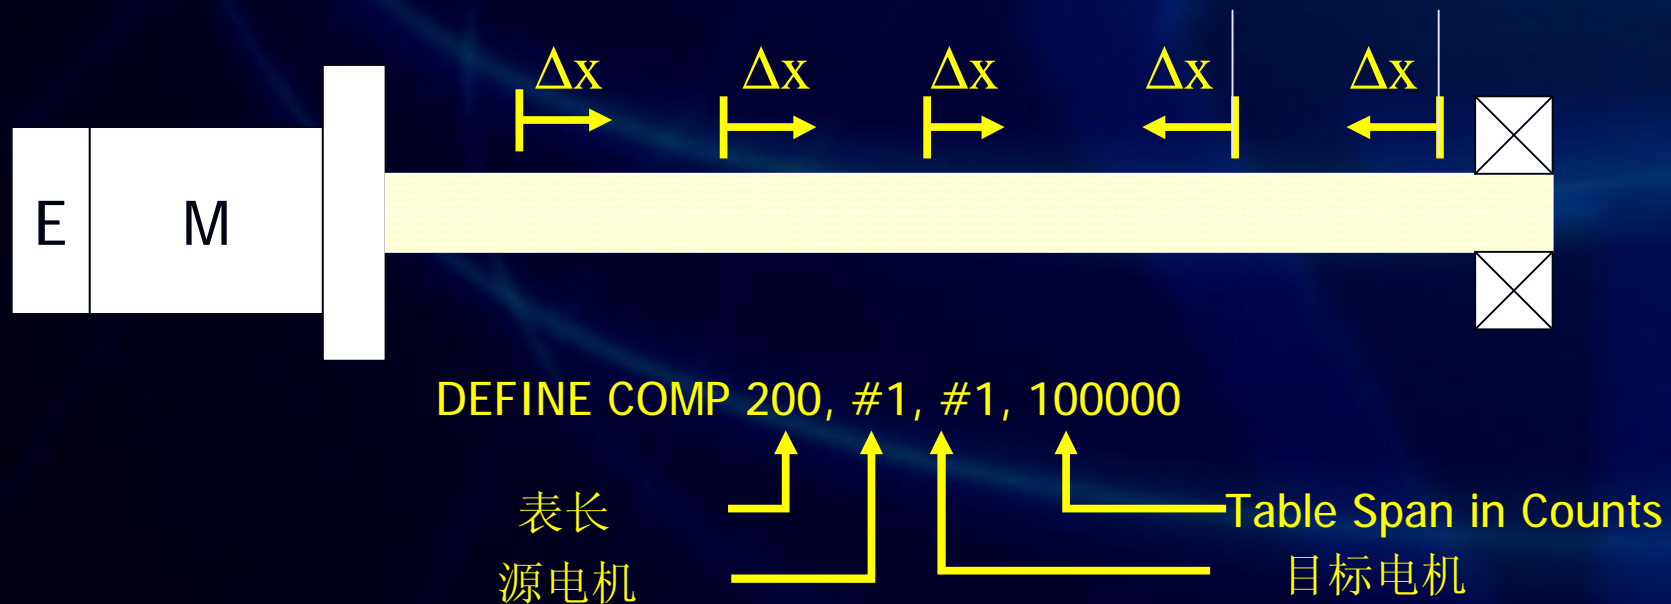 Δx Δx Δx Δx Δx
E M
DEFINE COMP 200, #1, #1, 100000
表长 Table Span in Counts
源电机 目标电机